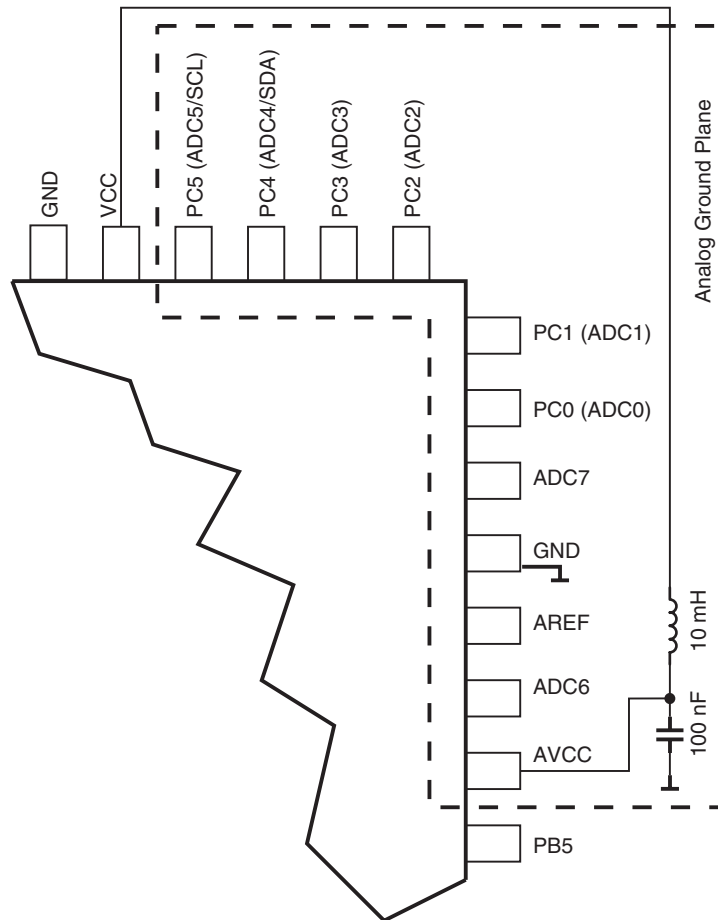 GND
VCC
PC5 (ADC5/SCL)
PC4 (ADC4/SDA)
PC3 (ADC3)
PC2 (ADC2)
Analog Ground Plane
PC1 (ADC1)
PC0 (ADC0)
ADC7
GND
AREF
10 mH
ADC6
100 nF
AVCC
PB5